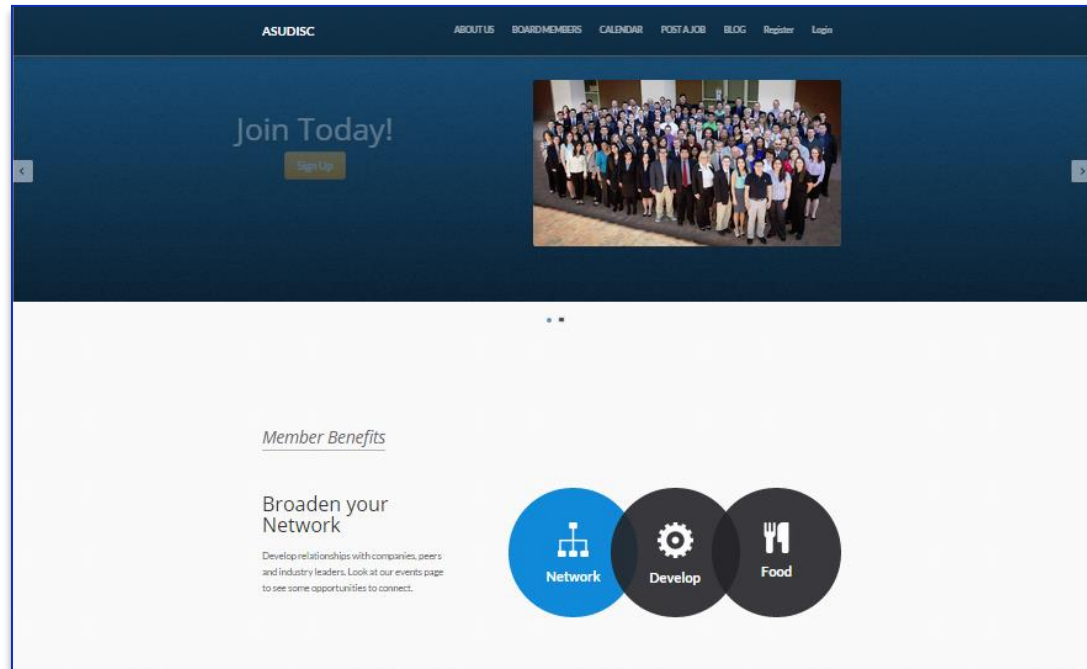 ASUDISC
ABOUT US BOARD MEMBERS CALENDAR POST A JOB BLOG Register Login
Join Today!
Sign Up
Member Benefits
Broaden your
Network
Develop relationships with companies, peers
and industry leaders. Look at our events page
to see some opportunities to connect.
Network Develop Food